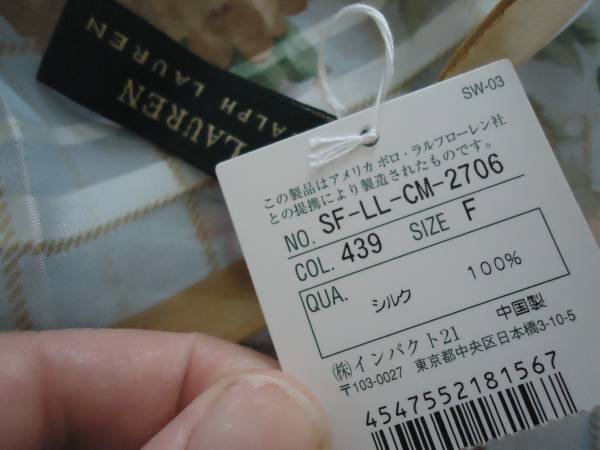 LAUREN
RALPH LAUREN
SW-03
この製品はアメリカ ポロ・ラルフローレン社
との提携により製造されたものです。
NO. SF-LL-CM-2706
COL. 439 SIZE F
QUA. シルク 100%
中国製
㈱インパクト21
〒103-0027 東京都中央区日本橋3-10-5
4547552181567